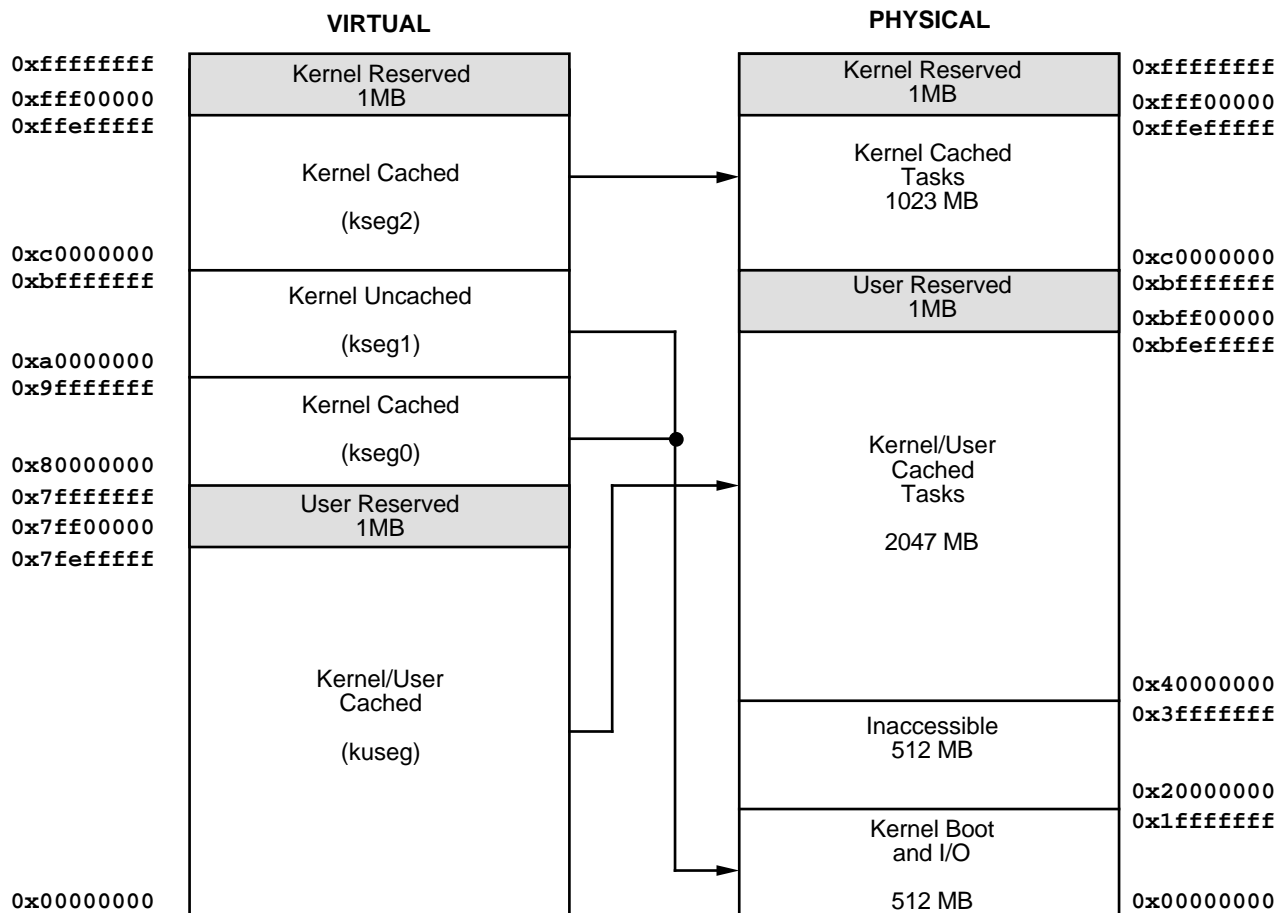 VIRTUAL
0xffffffff
0xfff00000
0xffefffff
0xc0000000
0xbfffffff
0xa0000000
0x9fffffff
0x80000000
0x7fffffff
0x7ff00000
0x7fefffff
0x00000000
Kernel Reserved
1MB
Kernel Cached
(kseg2)
Kernel Uncached
(kseg1)
Kernel Cached
(kseg0)
User Reserved
1MB
Kernel/User
Cached
(kuseg)
PHYSICAL
Kernel Reserved
1MB
Kernel Cached
Tasks
1023 MB
User Reserved
1MB
Kernel/User
Cached
Tasks
2047 MB
Inaccessible
512 MB
Kernel Boot
and I/O
512 MB
0xffffffff
0xfff00000
0xffefffff
0xc0000000
0xbfffffff
0xbff00000
0xbfefffff
0x40000000
0x3fffffff
0x20000000
0x1fffffff
0x00000000